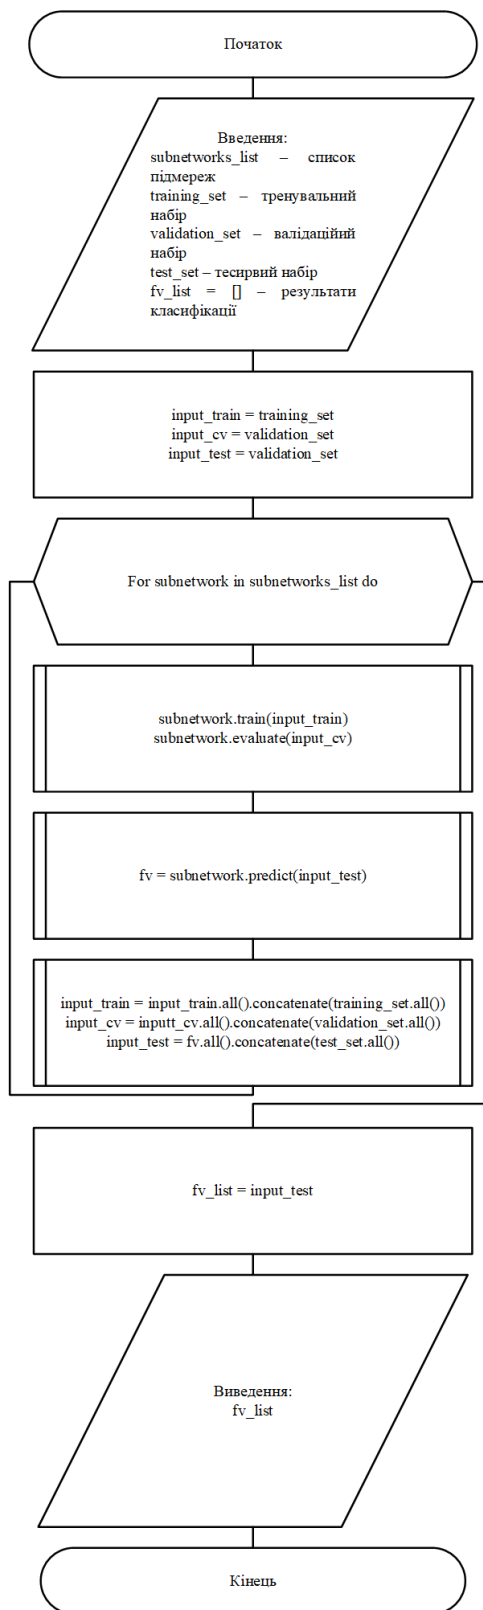 Початок
Введення:
subnetworks_list – список
підмереж
training_set – тренувальний
набір
validation_set – валідаційний
набір
test_set – тесирвий набір
fv_list = [] – результати
класифікації
input_train = training_set
input_cv = validation_set
input_test = validation_set
For subnetwork in subnetworks_list do
subnetwork.train(input_train)
subnetwork.evaluate(input_cv)
fv = subnetwork.predict(input_test)
input_train = input_train.all().concatenate(training_set.all())
input_cv = inputt_cv.all().concatenate(validation_set.all())
input_test = fv.all().concatenate(test_set.all())
fv_list = input_test
Виведення:
fv_list
Кінець